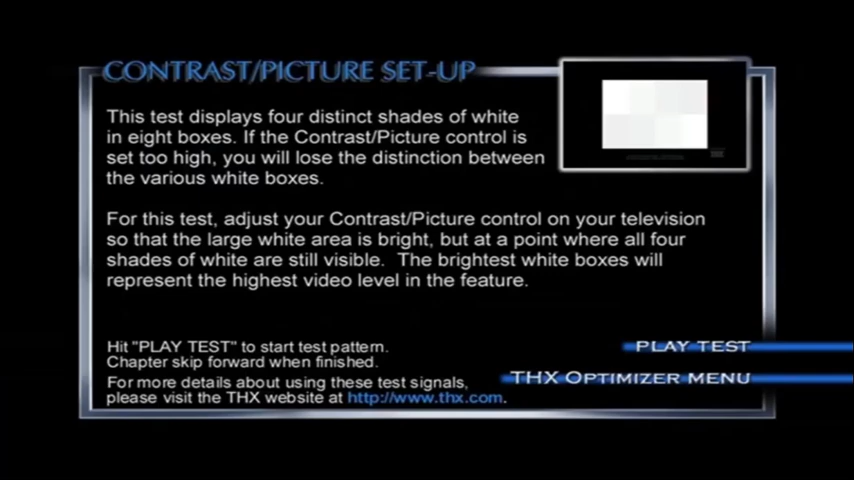 CONTRAST/PICTURE SET-UP
This test displays four distinct shades of white
in eight boxes. If the Contrast/Picture control is
set too high, you will lose the distinction between
the various white boxes.
For this test, adjust your Contrast/Picture control on your television
so that the large white area is bright, but at a point where all four
shades of white are still visible. The brightest white boxes will
represent the highest video level in the feature.
Hit "PLAY TEST" to start test pattern.
Chapter skip forward when finished.
For more details about using these test signals,
please visit the THX website at http://www.thx.com.
PLAY TEST
THX OPTIMIZER MENU